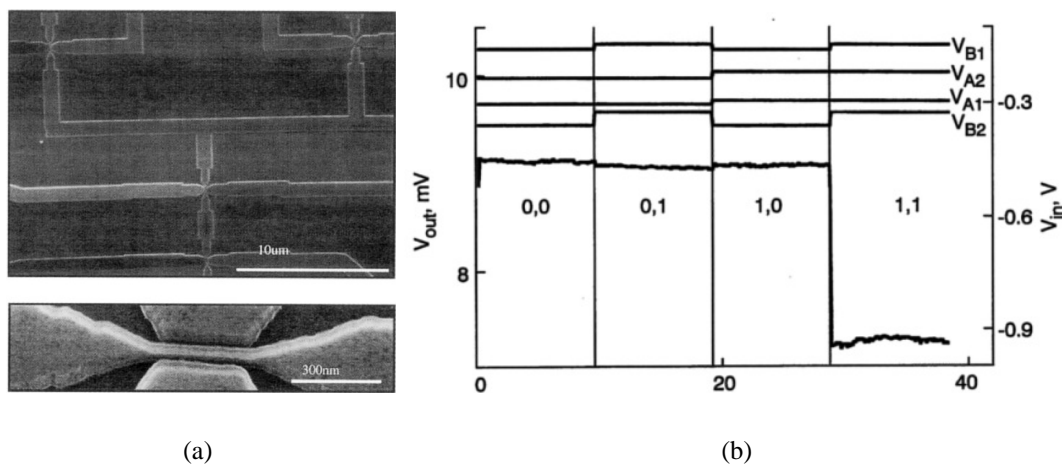 10um
300nm
(a)
10
8
V_out, mV
V_B1
V_A2
V_A1
V_B2
-0.3
-0.6
-0.9
V_in, V
0,0
0,1
1,0
1,1
0
20
40
(b)